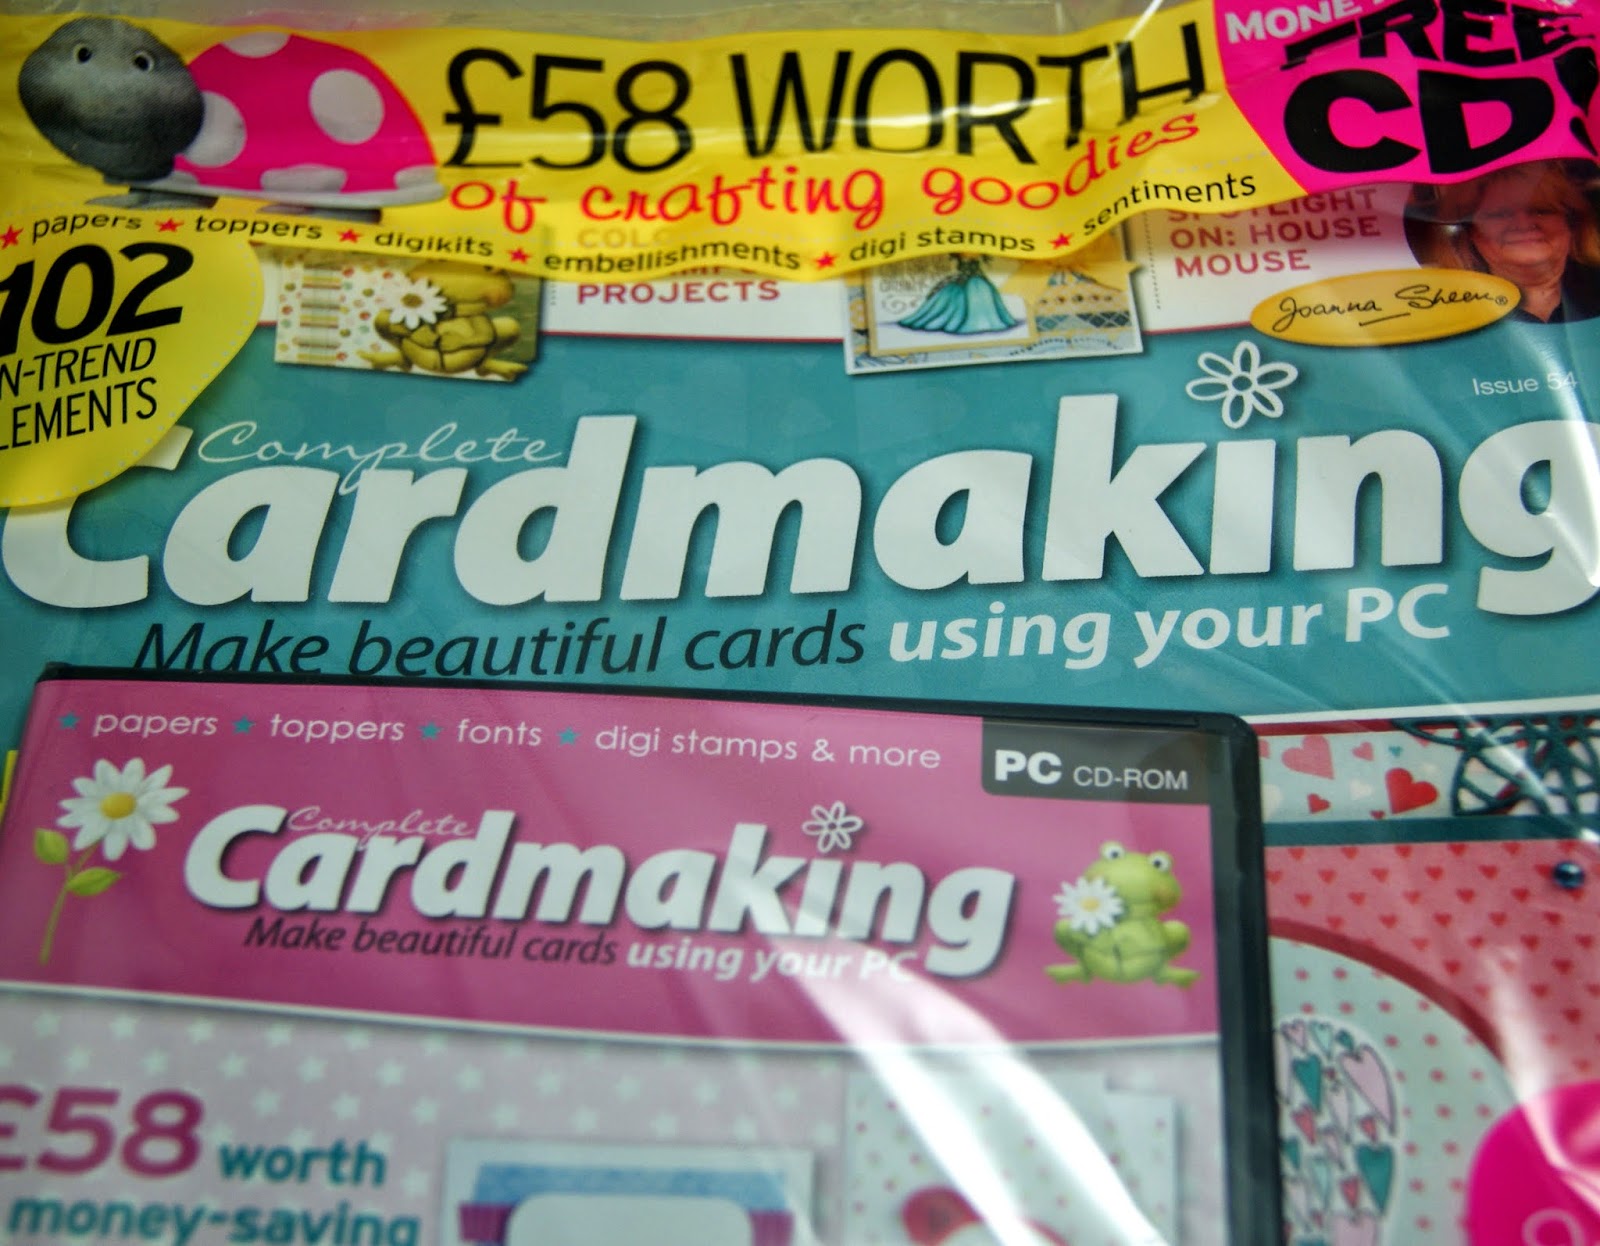 £58 WORTH
of crafting goodies
FREE
CD!
★ papers ★ toppers ★ digikits ★ embellishments ★ digi stamps ★ sentiments
102
ON: HOUSE
MOUSE
PROJECTS
Joanna Sheen®
Issue 54
Complete
Cardmaking
Make beautiful cards using your PC
★ papers ★ toppers ★ fonts ★ digi stamps & more
PC CD-ROM
Complete
Cardmaking
Make beautiful cards using your PC
£58 worth
money-saving